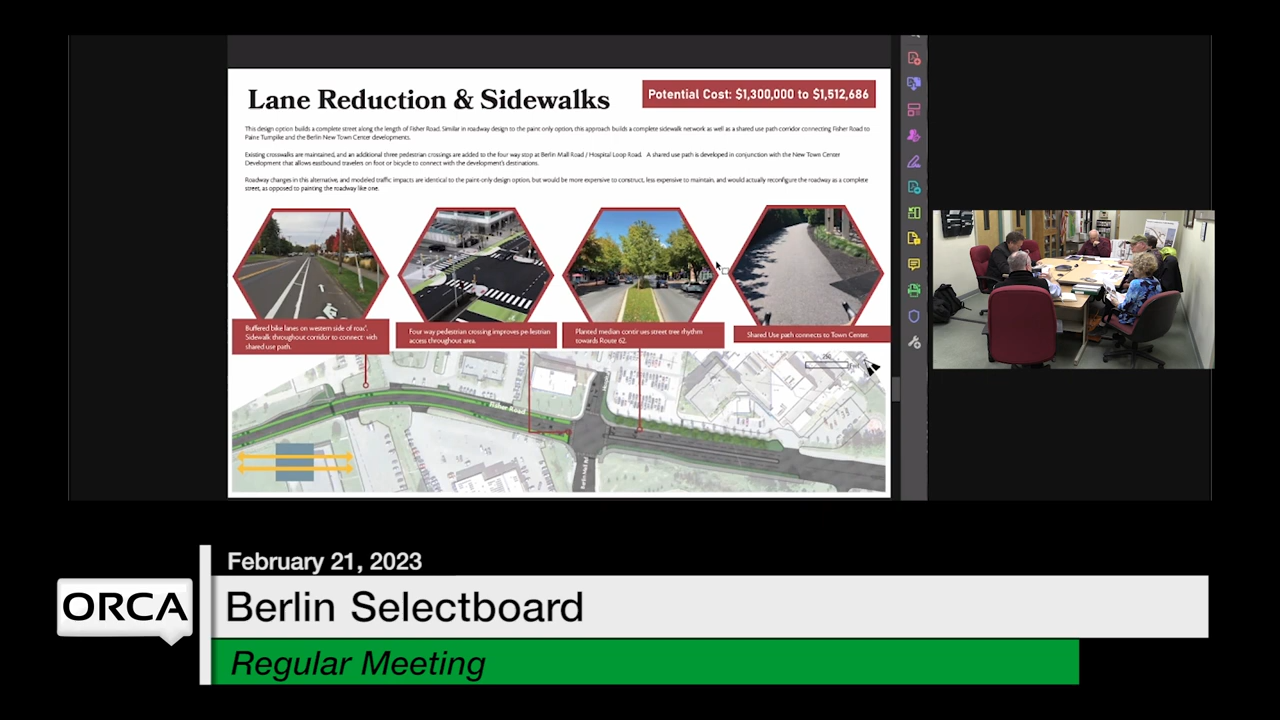 Lane Reduction & Sidewalks
Potential Cost: $1,300,000 to $1,512,686
This design option builds a complete street along the length of Fisher Road. Similar in roadway design to the paint only option, this approach builds a complete sidewalk network as well as a shared use path corridor connecting Fisher Road to
Paine Turnpike and the Berlin New Town Center developments.
Existing crosswalks are maintained, and an additional three pedestrian crossings are added to the four way stop at Berlin Mall Road / Hospital Loop Road. A shared use path is developed in conjunction with the New Town Center
Development that allows eastbound travelers on foot or bicycle to connect with the development's destinations.
Roadway changes in this alternative, and modeled traffic impacts are identical to the paint-only design option, but would be more expensive to construct, less expensive to maintain, and would actually reconfigure the roadway as a complete
street, as opposed to painting the roadway like one.
Buffered bike lanes on western side of road.
Sidewalk throughout corridor to connect with
shared use path.
Four way pedestrian crossing improves pedestrian
access throughout area.
Planted median continues street tree rhythm
towards Route 62.
Shared Use path connects to Town Center.
250
Fisher Road
Berlin Mall Rd
February 21, 2023
ORCA
Berlin Selectboard
Regular Meeting